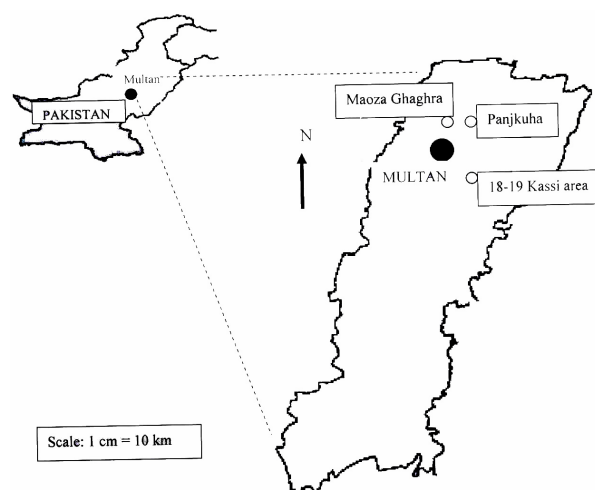 Multan
PAKISTAN
Maoza Ghaghra
Panjkuha
N
MULTAN
18-19 Kassi area
Scale: 1 cm = 10 km